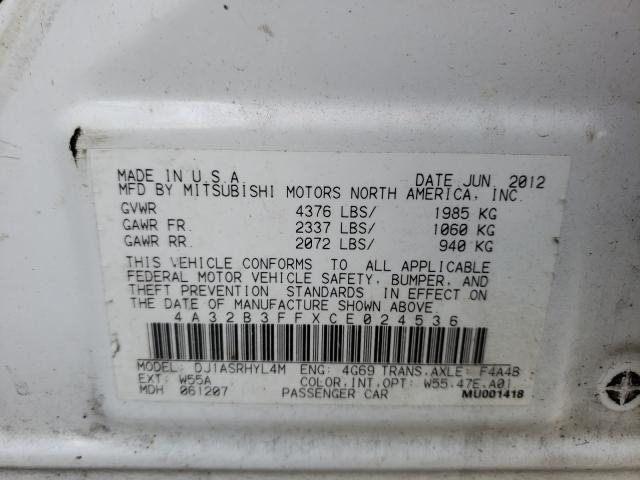 MADE IN U.S.A. DATE JUN 2012
MFD BY MITSUBISHI MOTORS NORTH AMERICA, INC.
GVWR 4376 LBS/ 1985 KG
GAWR FR. 2337 LBS/ 1060 KG
GAWR RR. 2072 LBS/ 940 KG
THIS VEHICLE CONFORMS TO ALL APPLICABLE
FEDERAL MOTOR VEHICLE SAFETY, BUMPER, AND
THEFT PREVENTION STANDARDS IN EFFECT ON
THE DATE OF MANUFACTURE SHOWN ABOVE.
4A32B3FFXCE024536
MODEL: DJ1ASRHYL4M ENG: 4G69 TRANS.AXLE: F4A4B
EXT: W55A COLOR,INT,OPT: W55.47E.A01
MDH 061207 PASSENGER CAR MU001418